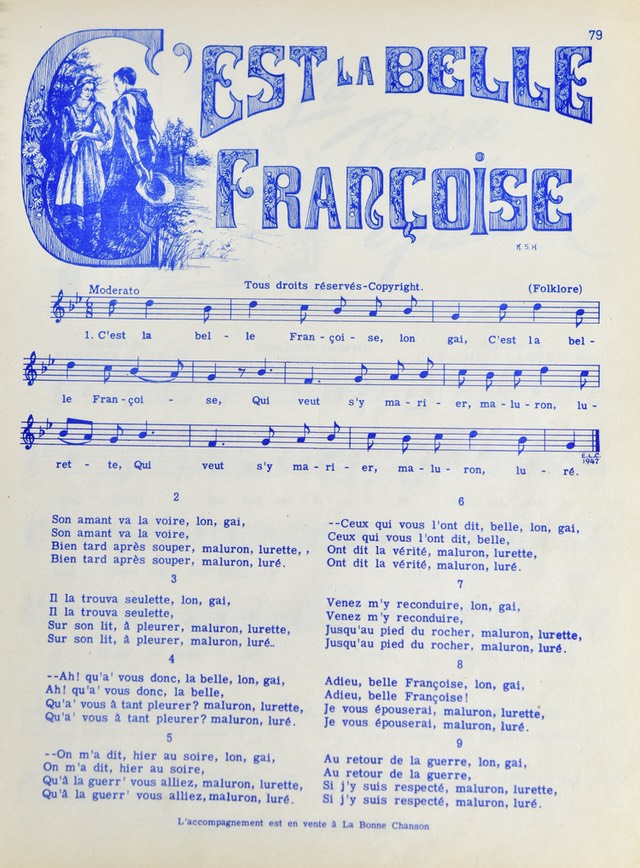 79
C'EST LA BELLE
FRANÇOISE
K S H
Moderato Tous droits réservés-Copyright. (Folklore)
1. C'est la bel - le Fran - çoi - se, lon gai, C'est la bel -
le Fran - çoi - se, Qui veut s'y ma - ri - er, ma - lu - ron, lu -
ret - te, Qui veut s'y ma - ri - er, ma - lu - ron, lu - ré.
E.L.C.
1947
2
Son amant va la voire, lon, gai,
Son amant va la voire,
Bien tard après souper, maluron, lurette, ,
Bien tard après souper, maluron, luré.
3
Il la trouva seulette, lon, gai,
Il la trouva seulette,
Sur son lit, à pleurer, maluron, lurette,
Sur son lit, à pleurer, maluron, luré..
4
--Ah! qu'a' vous donc, la belle, lon, gai,
Ah! qu'a' vous donc, la belle,
Qu'a' vous à tant pleurer? maluron, lurette,
Qu'a' vous à tant pleurer? maluron, luré.
5
--On m'a dit, hier au soire, lon, gai,
On m'a dit, hier au soire,
Qu'à la guerr' vous alliez, maluron, lurette,
Qu'à la guerr' vous alliez, maluron, luré.
6
--Ceux qui vous l'ont dit, belle, lon, gai,
Ceux qui vous l'ont dit, belle,
Ont dit la vérité, maluron, lurette,
Ont dit la vérité, maluron, luré.
7
Venez m'y reconduire, lon, gai,
Venez m'y reconduire,
Jusqu'au pied du rocher, maluron, lurette,
Jusqu'au pied du rocher, maluron, luré.
8
Adieu, belle Françoise, lon, gai,
Adieu, belle Françoise!
Je vous épouserai, maluron, lurette,
Je vous épouserai, maluron, luré.
9
Au retour de la guerre, lon, gai,
Au retour de la guerre,
Si j'y suis respecté, maluron, lurette,
Si j'y suis respecté, maluron, luré.
L'accompagnement est en vente à La Bonne Chanson